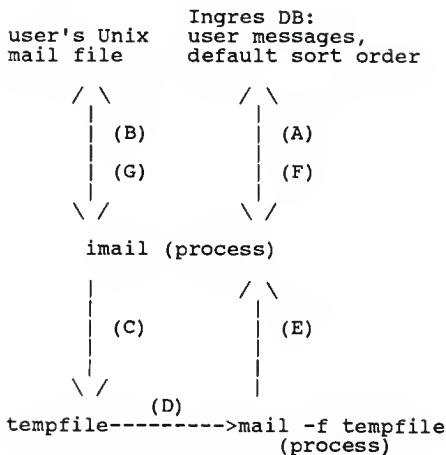 Ingres DB:
user's Unix user messages,
mail file default sort order
(B) (A)
(G) (F)
imail (process)
(C) (E)
(D)
tempfile--------->mail -f tempfile
(process)